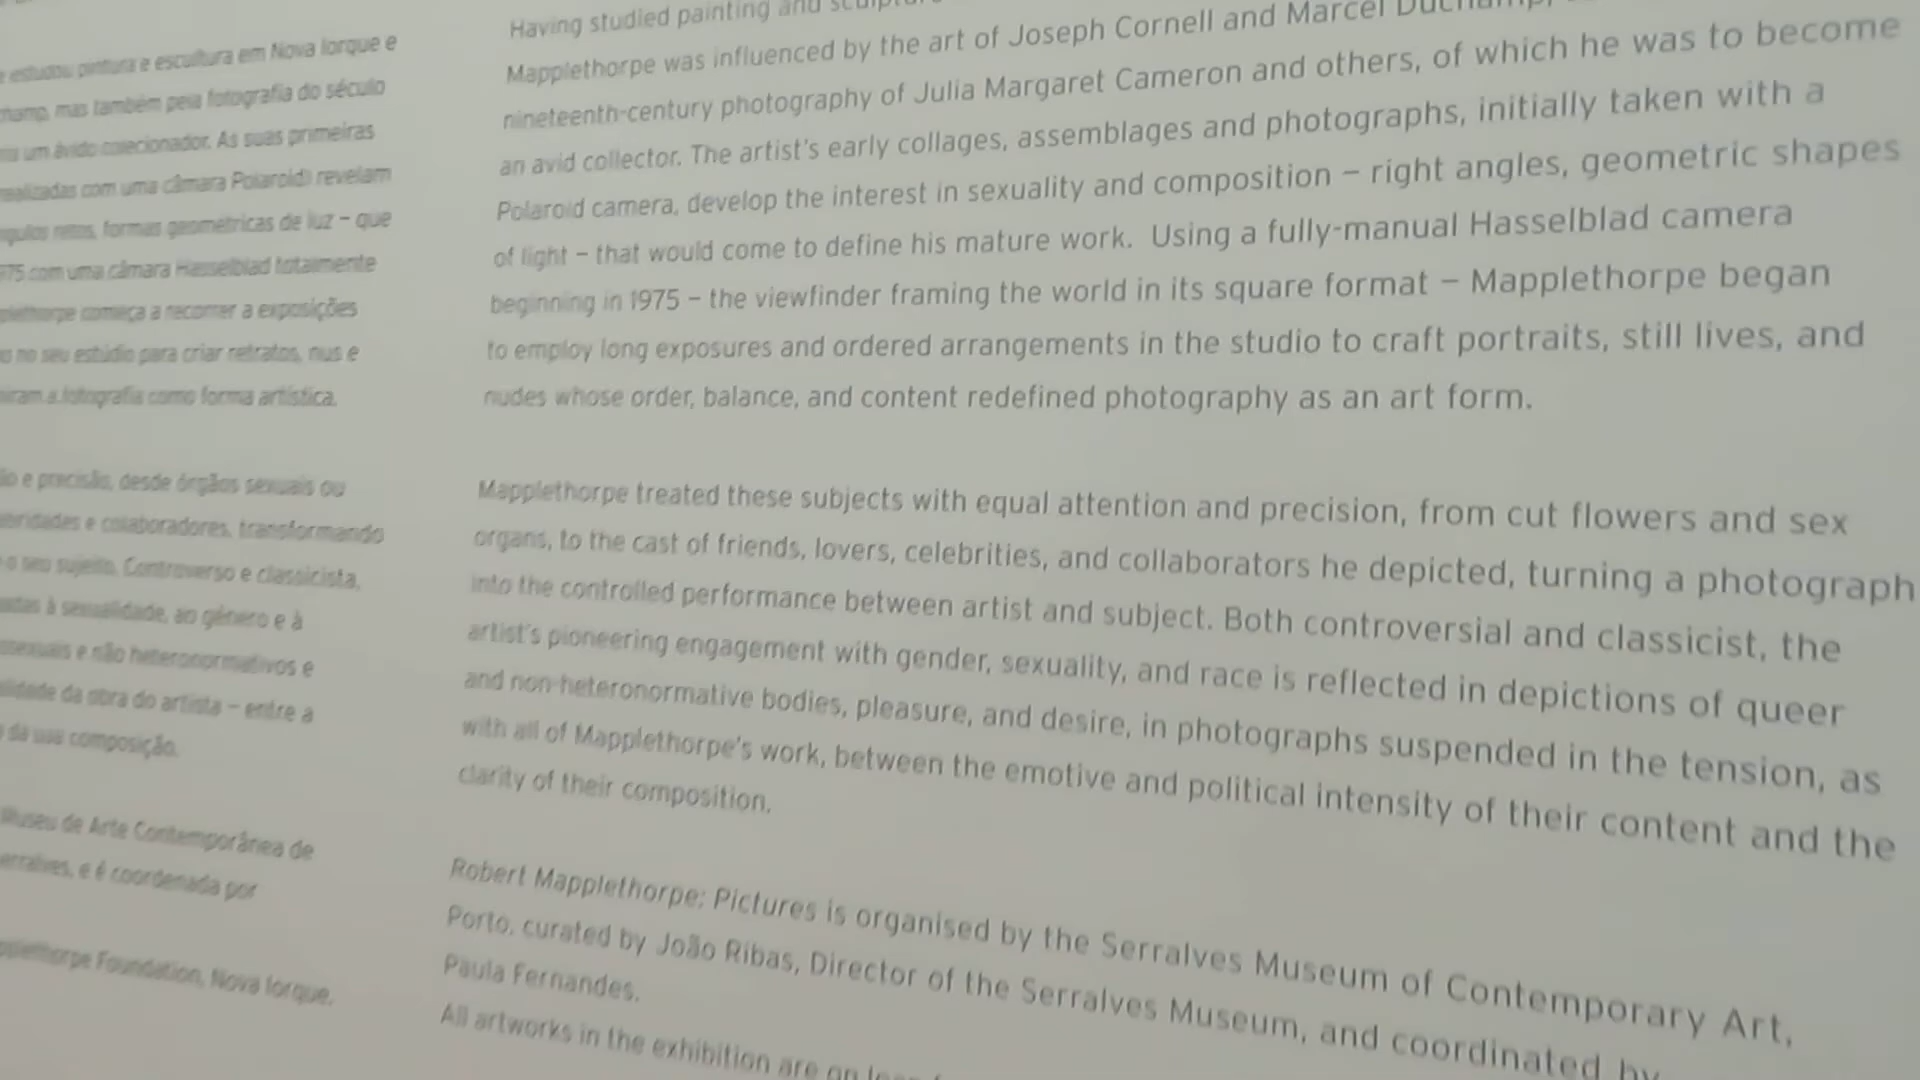 estudou pintura e escultura em Nova Iorque e
mas também pela fotografia do século
um ávido colecionador. As suas primeiras
realizadas com uma câmara Polaroid) revelam
formas geométricas de luz – que
com uma câmara Hasselblad totalmente
começa a recorrer a exposições
no seu estúdio para criar retratos, nus e
a fotografia como forma artística.
e precisão, desde órgãos sexuais ou
e colaboradores, transformando
o seu sujeito. Controverso e classicista,
à sexualidade, ao género e à
e não heteronormativos e
da obra do artista – entre a
da sua composição.
Museu de Arte Contemporânea de
e é coordenada por
Foundation, Nova Iorque.
Having studied painting and
Mapplethorpe was influenced by the art of Joseph Cornell and Marcel
nineteenth-century photography of Julia Margaret Cameron and others, of which he was to become
an avid collector. The artist's early collages, assemblages and photographs, initially taken with a
Polaroid camera, develop the interest in sexuality and composition – right angles, geometric shapes
of light – that would come to define his mature work. Using a fully-manual Hasselblad camera
beginning in 1975 – the viewfinder framing the world in its square format – Mapplethorpe began
to employ long exposures and ordered arrangements in the studio to craft portraits, still lives, and
nudes whose order, balance, and content redefined photography as an art form.
Mapplethorpe treated these subjects with equal attention and precision, from cut flowers and sex
organs, to the cast of friends, lovers, celebrities, and collaborators he depicted, turning a photograph
into the controlled performance between artist and subject. Both controversial and classicist, the
artist's pioneering engagement with gender, sexuality, and race is reflected in depictions of queer
and non-heteronormative bodies, pleasure, and desire, in photographs suspended in the tension, as
with all of Mapplethorpe's work, between the emotive and political intensity of their content and the
clarity of their composition.
Robert Mapplethorpe: Pictures is organised by the Serralves Museum of Contemporary Art,
Porto, curated by João Ribas, Director of the Serralves Museum, and coordinated by
Paula Fernandes.
All artworks in the exhibition are on